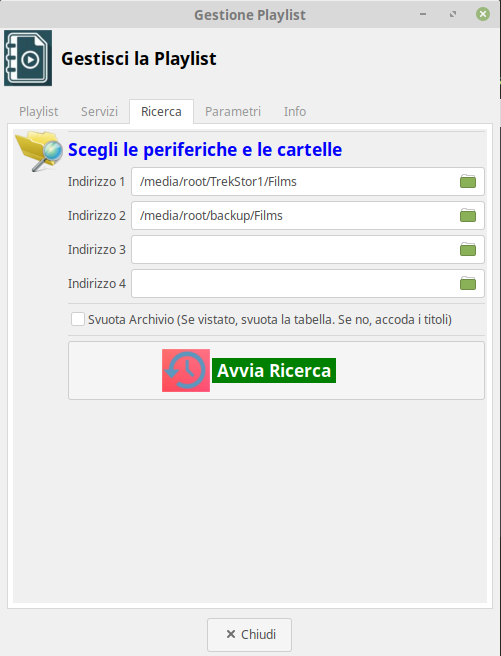 Gestione Playlist
Gestisci la Playlist
Playlist Servizi Ricerca Parametri Info
Scegli le periferiche e le cartelle
Indirizzo 1 /media/root/TrekStor1/Films
Indirizzo 2 /media/root/backup/Films
Indirizzo 3
Indirizzo 4
Svuota Archivio (Se vistato, svuota la tabella. Se no, accoda i titoli)
Avvia Ricerca
Chiudi